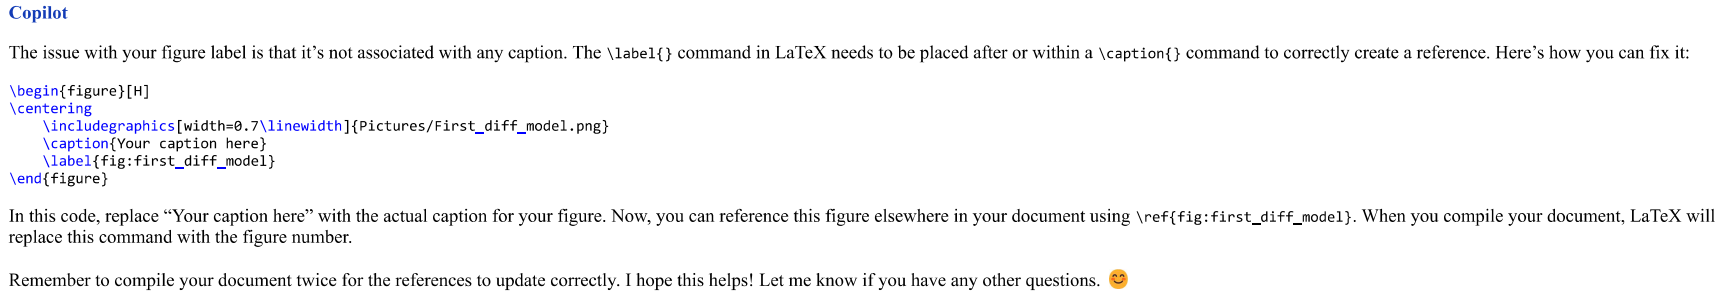 Copilot
The issue with your figure label is that it’s not associated with any caption. The \label{} command in LaTeX needs to be placed after or within a \caption{} command to correctly create a reference. Here’s how you can fix it:
\begin{figure}[H]
\centering
    \includegraphics[width=0.7\linewidth]{Pictures/First_diff_model.png}
    \caption{Your caption here}
    \label{fig:first_diff_model}
\end{figure}
In this code, replace “Your caption here” with the actual caption for your figure. Now, you can reference this figure elsewhere in your document using \ref{fig:first_diff_model}. When you compile your document, LaTeX will
replace this command with the figure number.
Remember to compile your document twice for the references to update correctly. I hope this helps! Let me know if you have any other questions. 😊